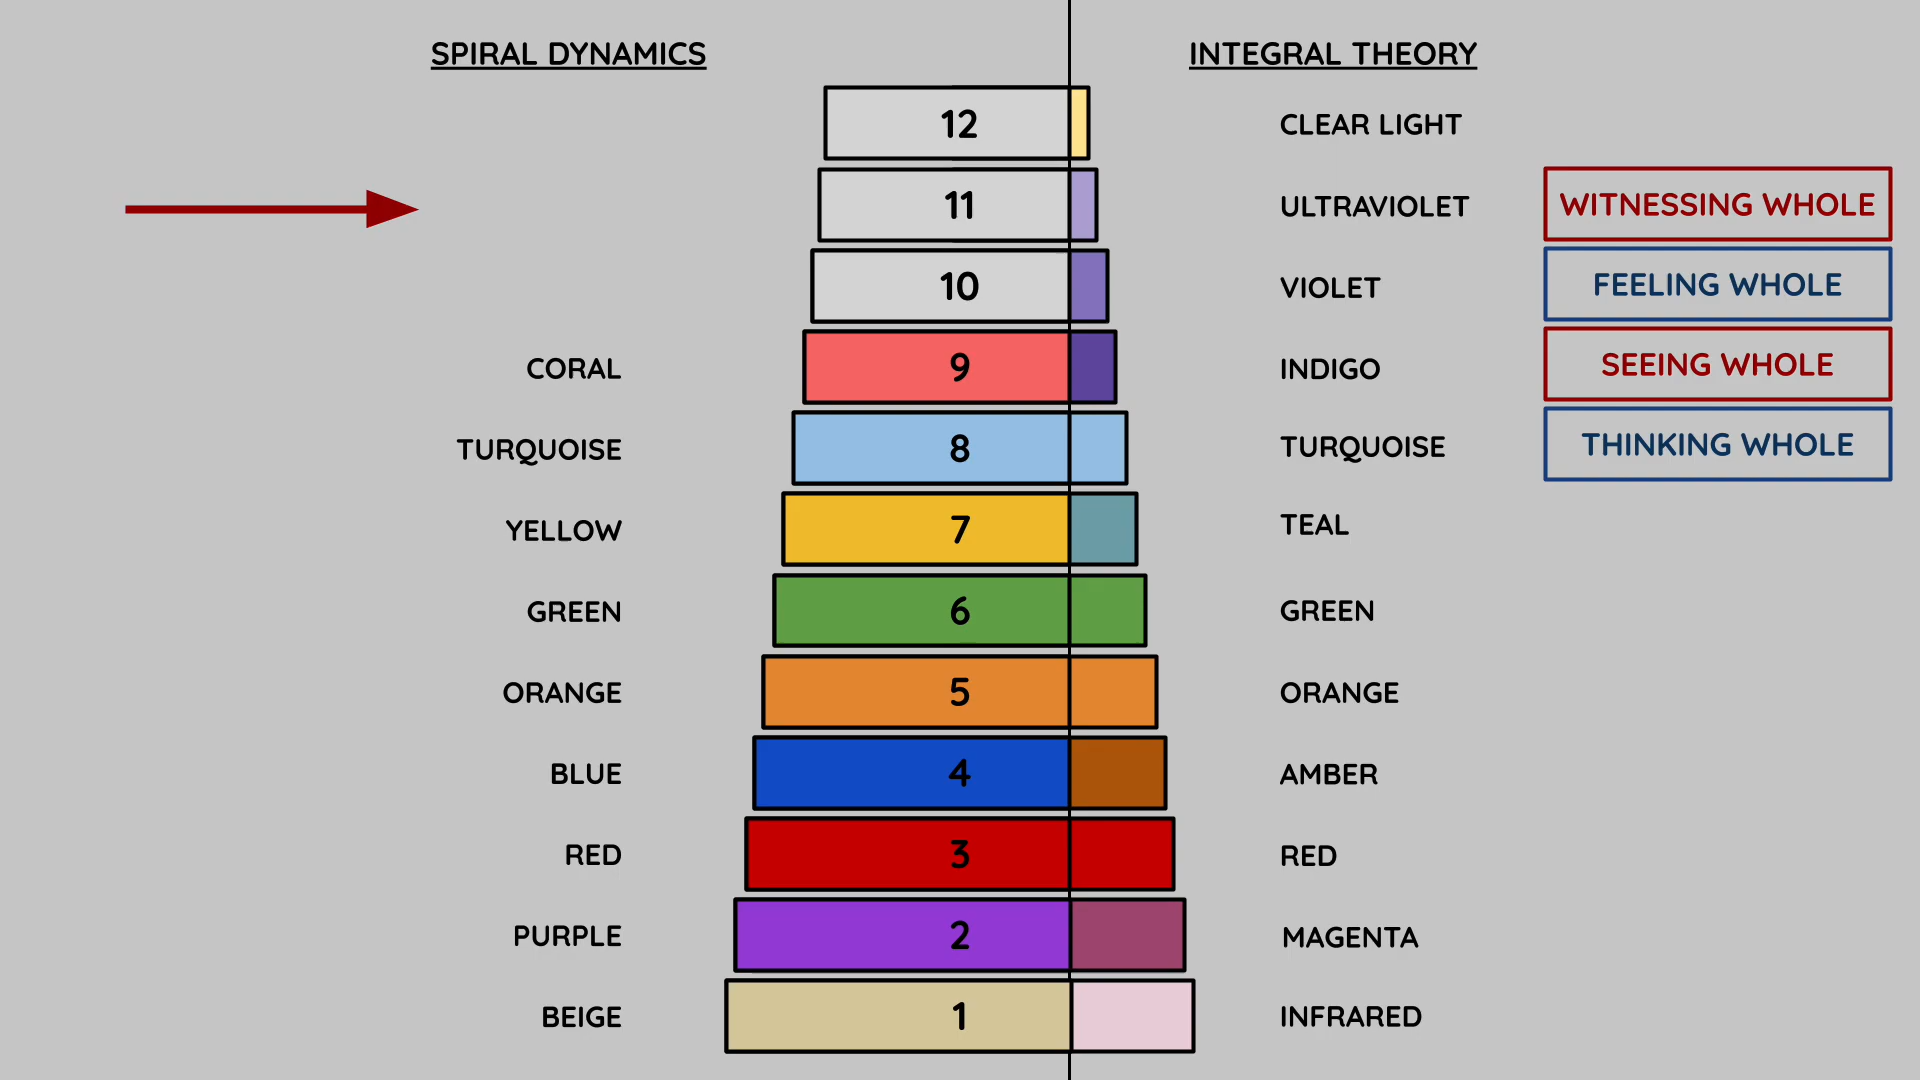 SPIRAL DYNAMICS
INTEGRAL THEORY
12 CLEAR LIGHT
11 ULTRAVIOLET WITNESSING WHOLE
10 VIOLET FEELING WHOLE
CORAL 9 INDIGO SEEING WHOLE
TURQUOISE 8 TURQUOISE THINKING WHOLE
YELLOW 7 TEAL
GREEN 6 GREEN
ORANGE 5 ORANGE
BLUE 4 AMBER
RED 3 RED
PURPLE 2 MAGENTA
BEIGE 1 INFRARED